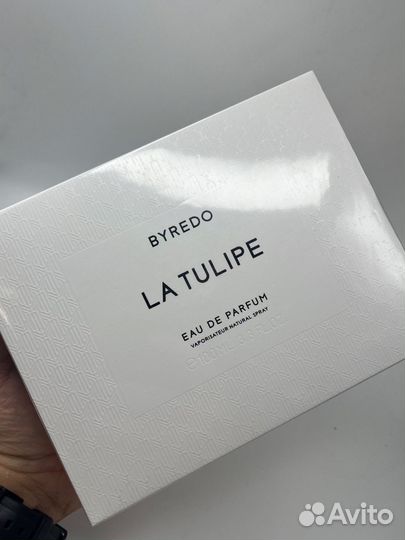 BYREDO
LA TULIPE
EAU DE PARFUM
VAPORISATEUR NATURAL SPRAY
Avito